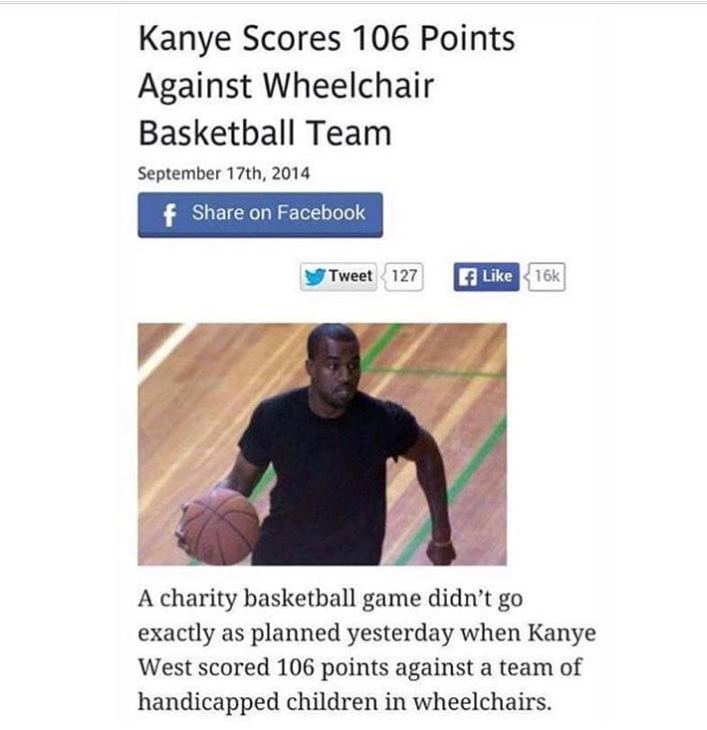 Kanye Scores 106 Points
Against Wheelchair
Basketball Team
September 17th, 2014
f Share on Facebook
Tweet 127 f Like 16k
A charity basketball game didn’t go
exactly as planned yesterday when Kanye
West scored 106 points against a team of
handicapped children in wheelchairs.